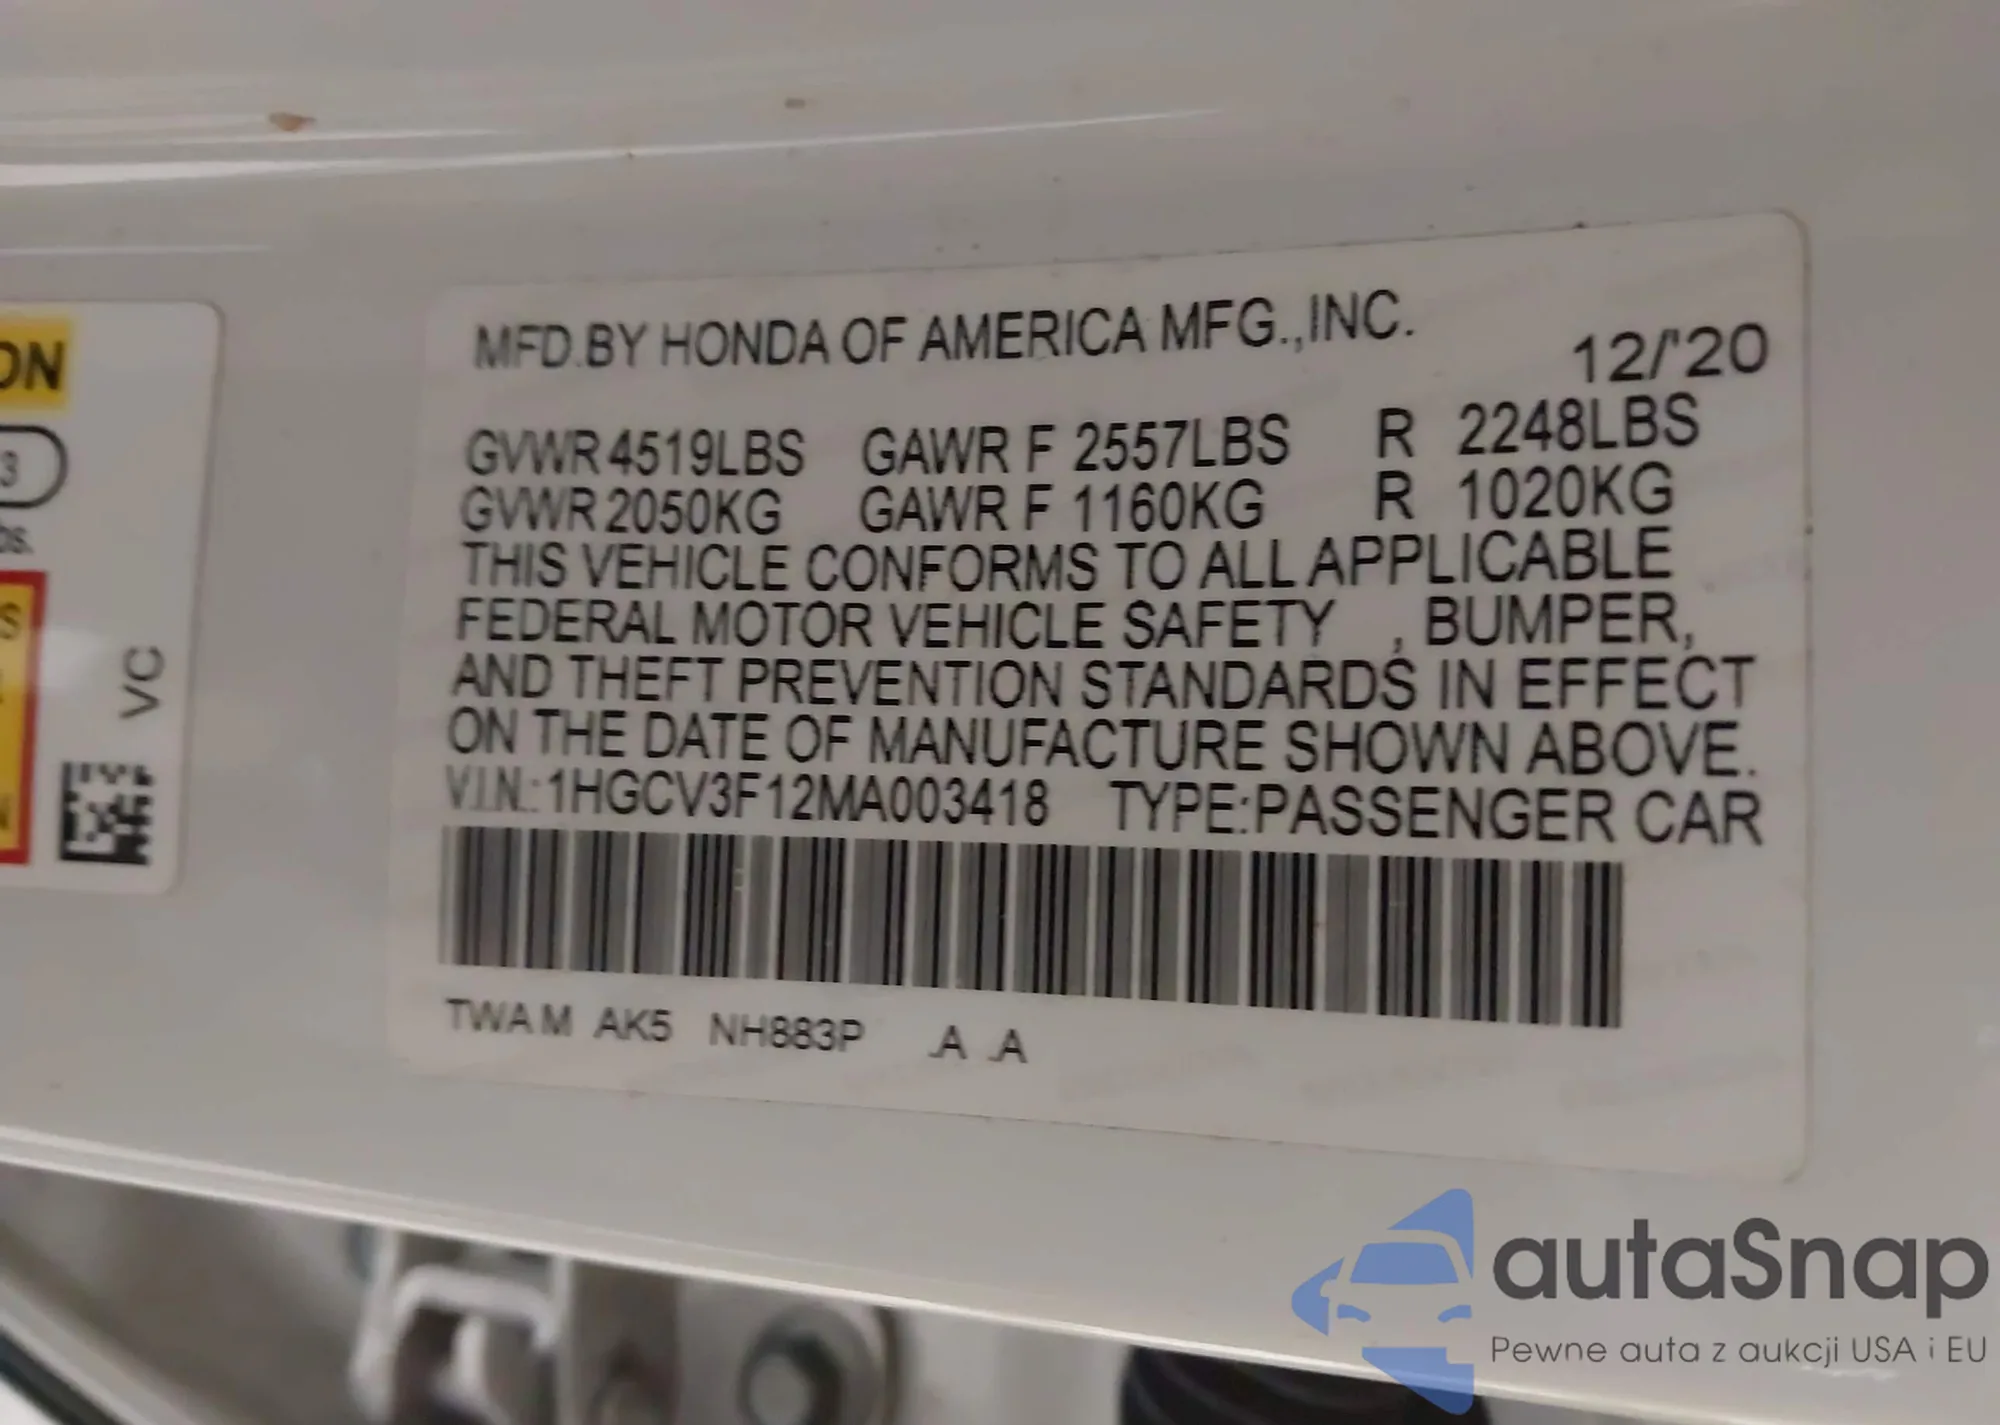 ON
3
bs.
S
N
VC
MFD.BY HONDA OF AMERICA MFG.,INC.
12/'20
GVWR 4519LBS GAWR F 2557LBS R 2248LBS
GVWR 2050KG GAWR F 1160KG R 1020KG
THIS VEHICLE CONFORMS TO ALL APPLICABLE
FEDERAL MOTOR VEHICLE SAFETY , BUMPER,
AND THEFT PREVENTION STANDARDS IN EFFECT
ON THE DATE OF MANUFACTURE SHOWN ABOVE.
V.I.N.:1HGCV3F12MA003418 TYPE:PASSENGER CAR
TWA M AK5 NH883P .A .A
autaSnap
Pewne auta z aukcji USA i EU